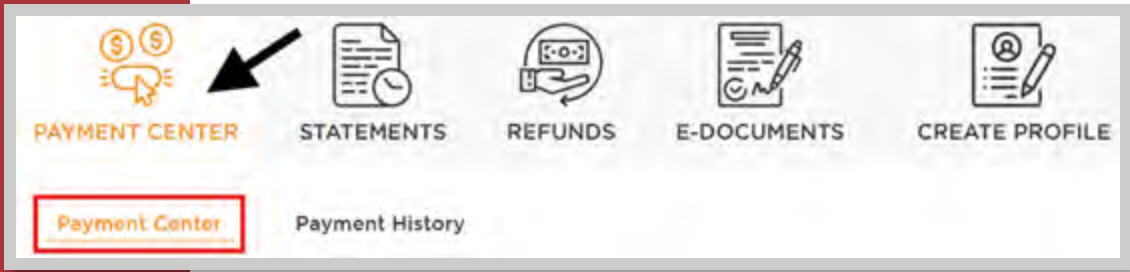 PAYMENT CENTER STATEMENTS REFUNDS E-DOCUMENTS CREATE PROFILE
Payment Center Payment History